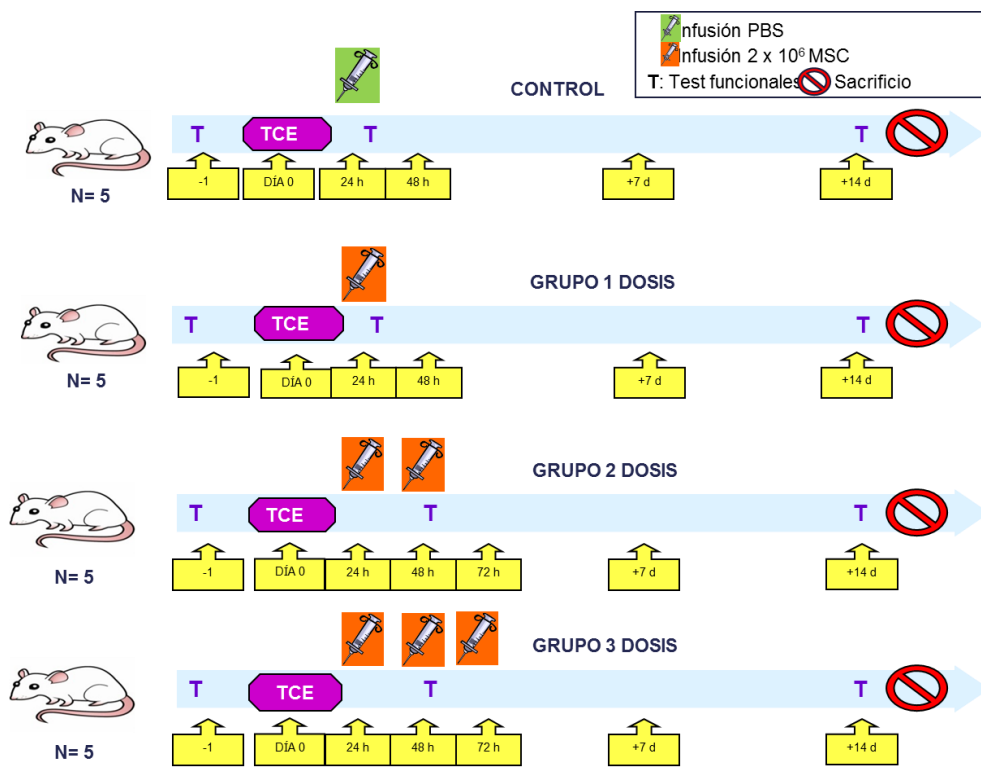 Infusión PBS
Infusión 2 x 10⁶ MSC
T: Test funcionales Sacrificio
CONTROL
T TCE T T
-1 DÍA 0 24 h 48 h +7 d +14 d
N= 5
GRUPO 1 DOSIS
T TCE T T
-1 DÍA 0 24 h 48 h +7 d +14 d
N= 5
GRUPO 2 DOSIS
T TCE T T
-1 DÍA 0 24 h 48 h 72 h +7 d +14 d
N= 5
GRUPO 3 DOSIS
T TCE T T
-1 DÍA 0 24 h 48 h 72 h +7 d +14 d
N= 5